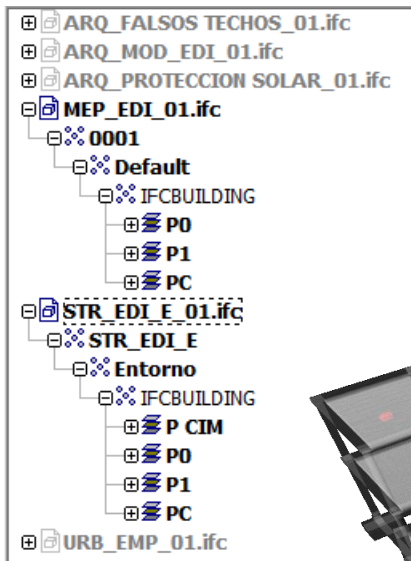 ARQ_FALSOS TECHOS_01.ifc
ARQ_MOD_EDI_01.ifc
ARQ_PROTECCION SOLAR_01.ifc
MEP_EDI_01.ifc
0001
Default
IFCBUILDING
P0
P1
PC
STR_EDI_E_01.ifc
STR_EDI_E
Entorno
IFCBUILDING
P CIM
P0
P1
PC
URB_EMP_01.ifc